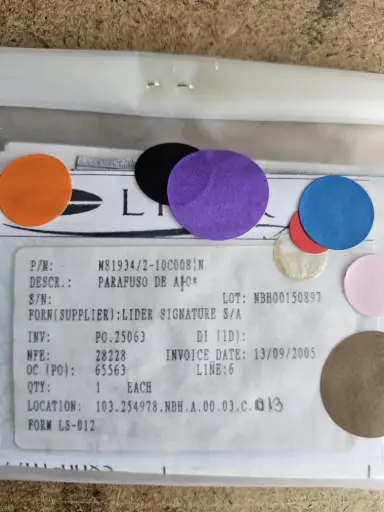 P/N: M81934/2-10C008 N
DESCR.: PARAFUSO DE A O*
S/N: LOT: NBH00150897
FORN(SUPPLIER):LIDER SIGNATURE S/A
INV: PO.25063 DI (ID):
NFE: 28228 INVOICE DATE: 13/09/2005
OC (PO): 65563 LINE:6
QTY: 1 EACH
LOCATION: 103.254978.NBH.A.00.03.C.013
FORM LS-012